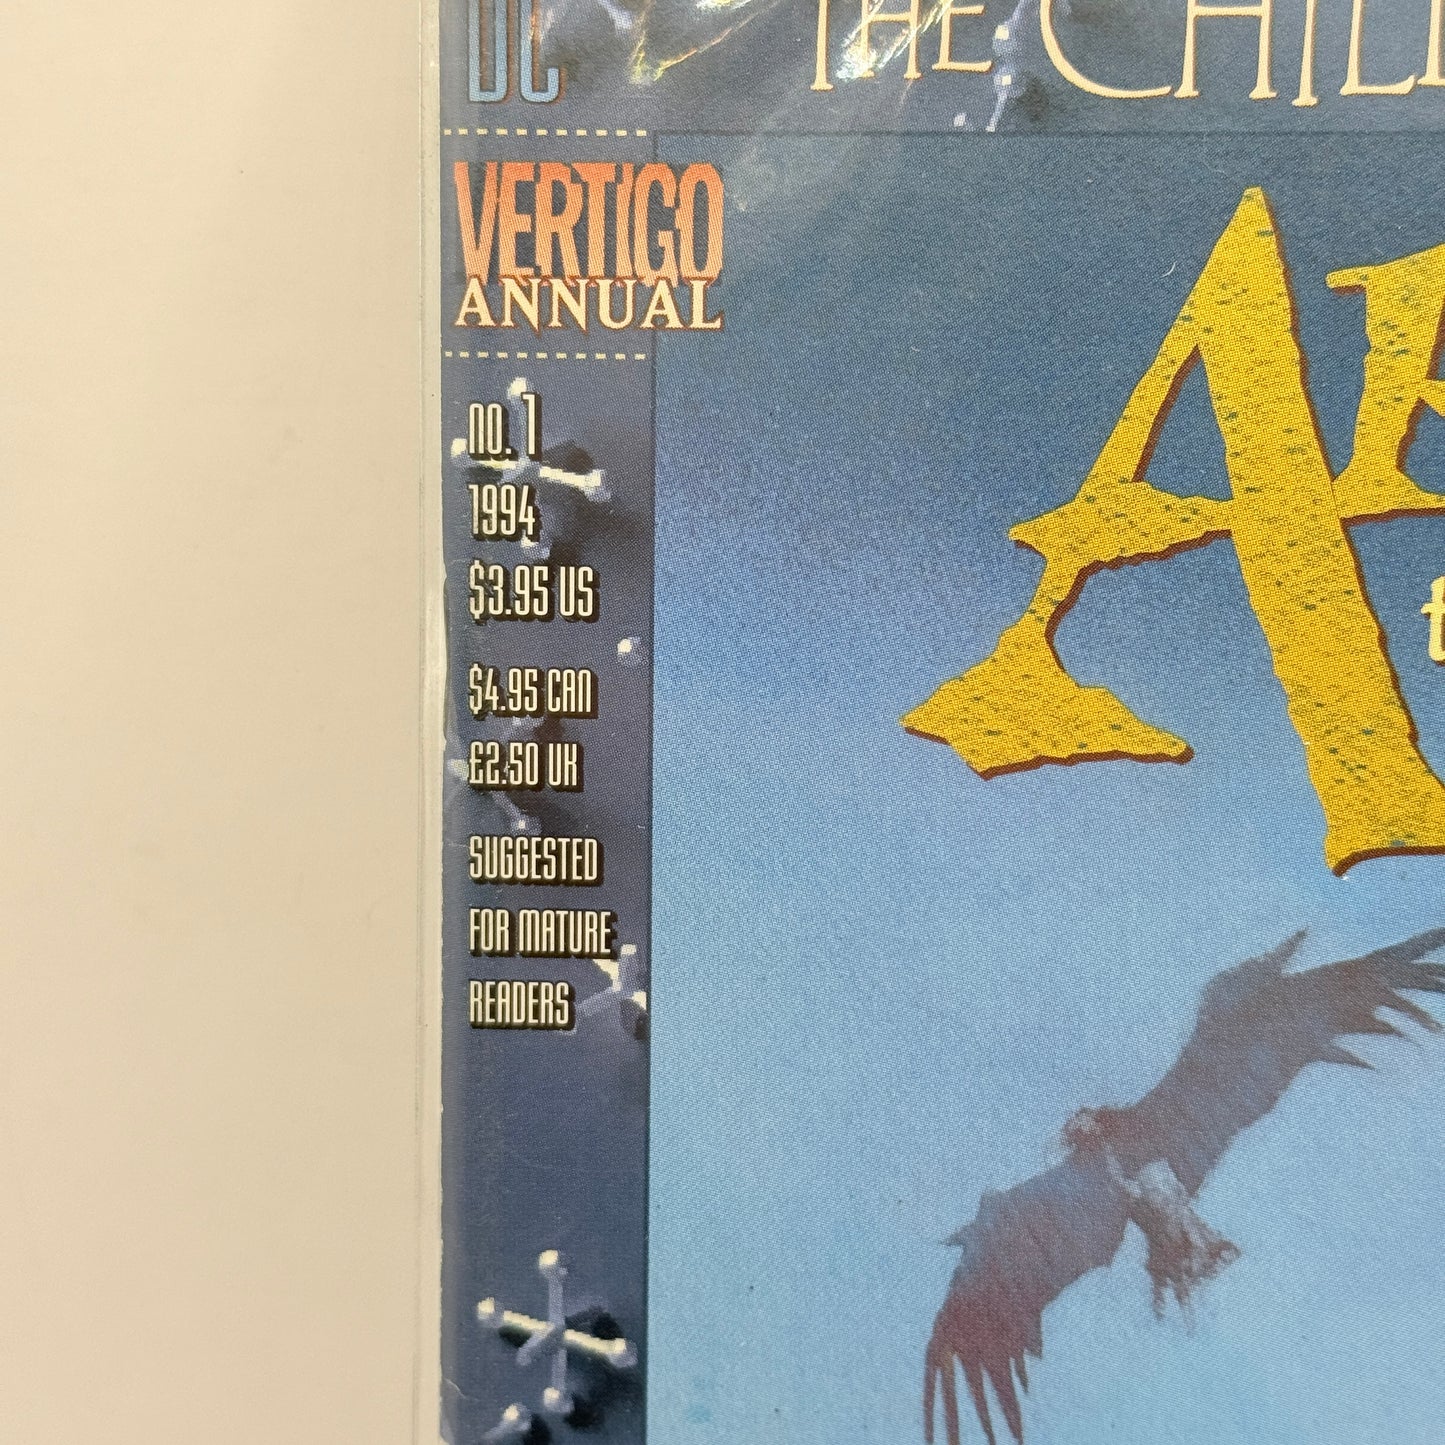 DC
THE CHIL
VERTIGO
ANNUAL
NO. 1
1994
$3.95 US
$4.95 CAN
£2.50 UK
SUGGESTED
FOR MATURE
READERS
AR
t